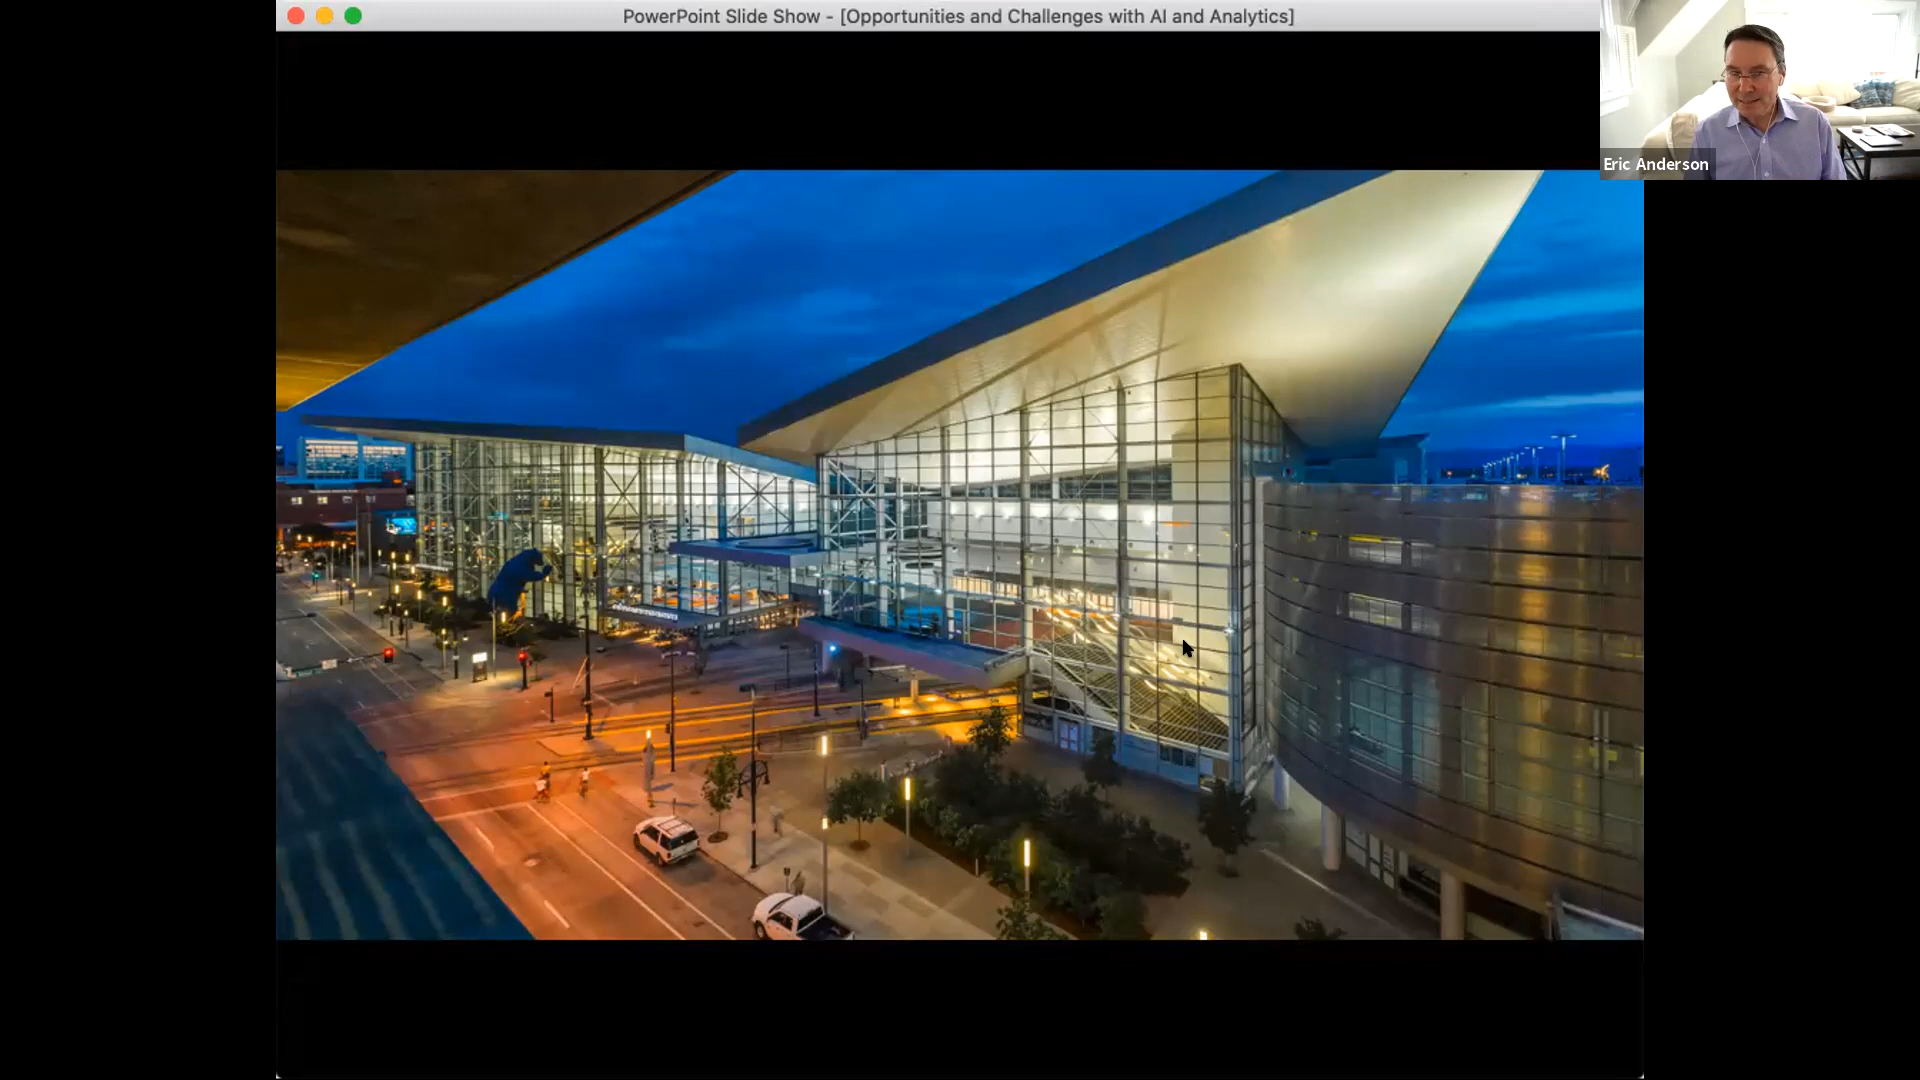 PowerPoint Slide Show - [Opportunities and Challenges with AI and Analytics]
Eric Anderson